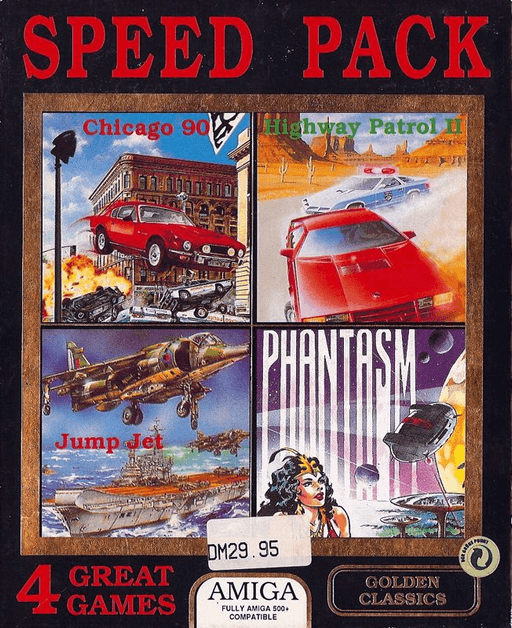 SPEED PACK
Chicago 90
Highway Patrol II
Jump Jet
PHANTASM
DM29.95
4 GREAT
GAMES
AMIGA
FULLY AMIGA 500+
COMPATIBLE
GOLDEN
CLASSICS